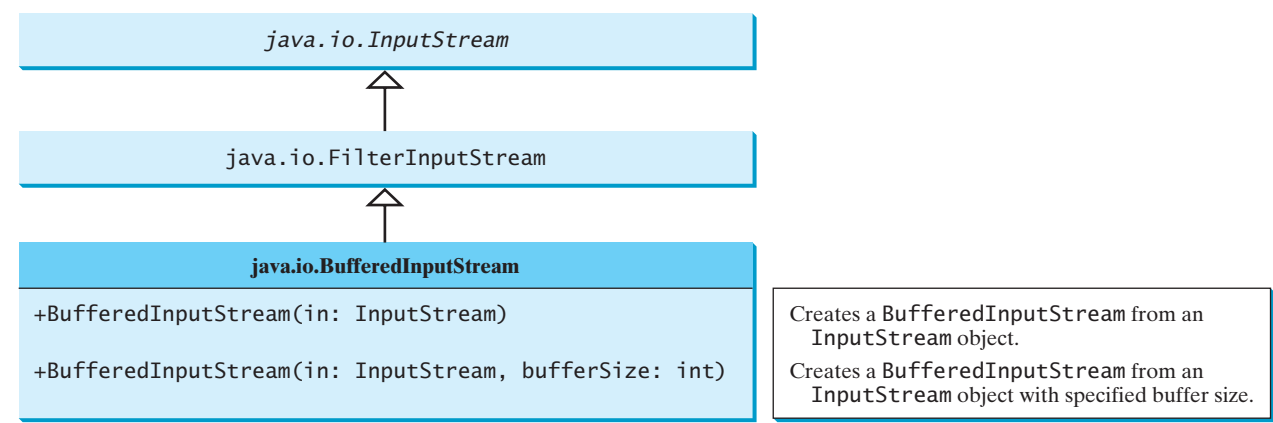 java.io.InputStream
java.io.FilterInputStream
java.io.BufferedInputStream
+BufferedInputStream(in: InputStream)
+BufferedInputStream(in: InputStream, bufferSize: int)
Creates a BufferedInputStream from an
InputStream object.
Creates a BufferedInputStream from an
InputStream object with specified buffer size.